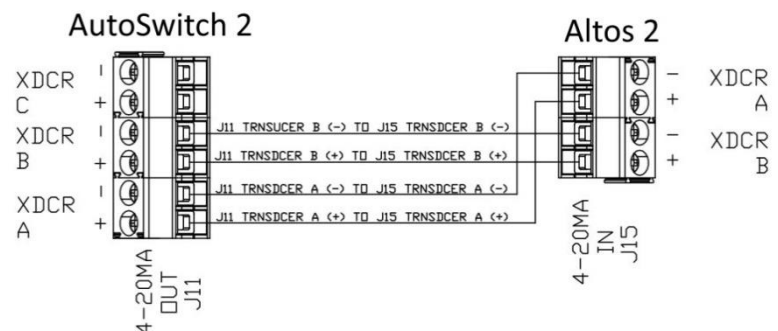 AutoSwitch 2
Altos 2
XDCR
C
-
+
XDCR
B
-
+
XDCR
A
-
+
J11 TRNSUCER B (-) TO J15 TRNSDCER B (-)
J11 TRNSDCER B (+) TO J15 TRNSDCER B (+)
J11 TRNSDCER A (-) TO J15 TRNSDCER A (-)
J11 TRNSDCER A (+) TO J15 TRNSDCER A (+)
-
+
XDCR
A
-
+
XDCR
B
4-20MA
OUT
J11
4-20MA
IN
J15